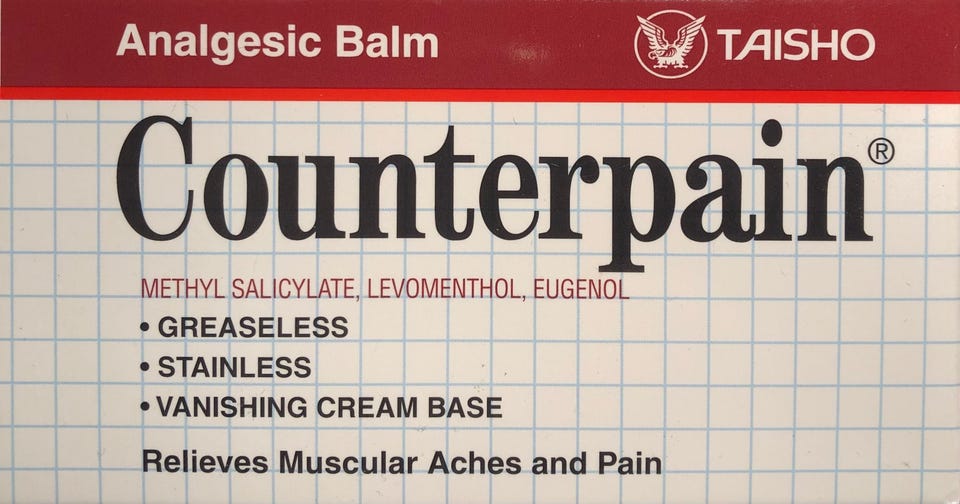 Analgesic Balm
TAISHO
Counterpain®
METHYL SALICYLATE, LEVOMENTHOL, EUGENOL
• GREASELESS
• STAINLESS
• VANISHING CREAM BASE
Relieves Muscular Aches and Pain